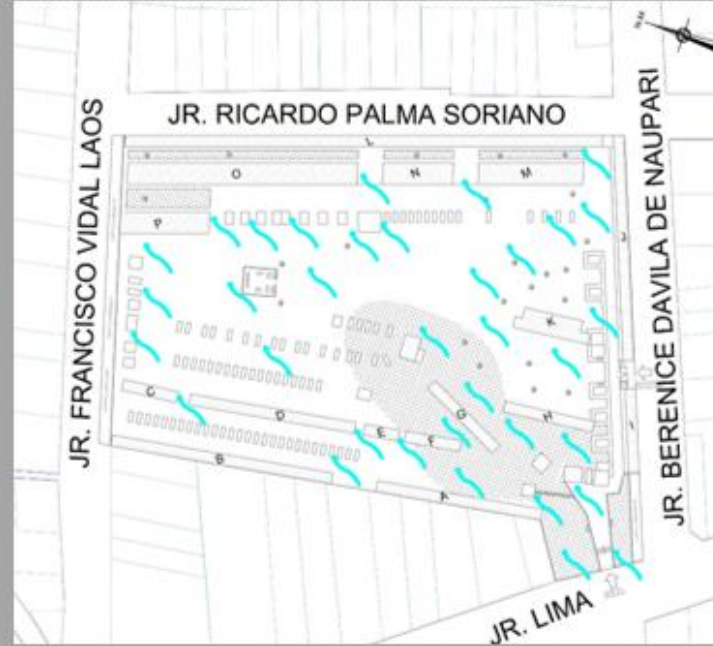 JR. RICARDO PALMA SORIANO
JR. FRANCISCO VIDAL LAOS
JR. BERENICE DAVILA DE NAUPARI
L
O
N
M
P
J
K
C
D
G
H
E
F
I
B
A
JR. LIMA